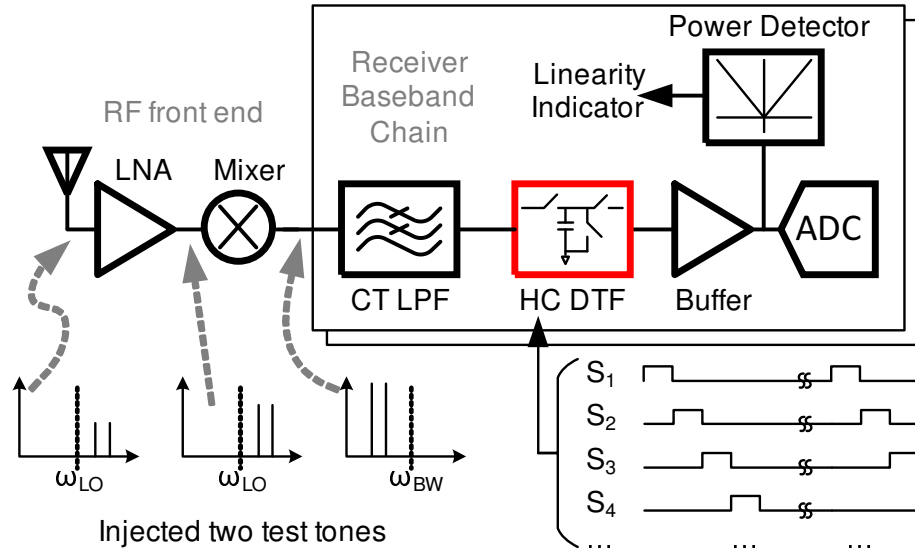 Power Detector
Receiver
Baseband
Chain
Linearity
Indicator
RF front end
LNA
Mixer
ADC
CT LPF
HC DTF
Buffer
S1
S2
S3
S4
...
... ... ...
ωLO
ωLO
ωBW
Injected two test tones